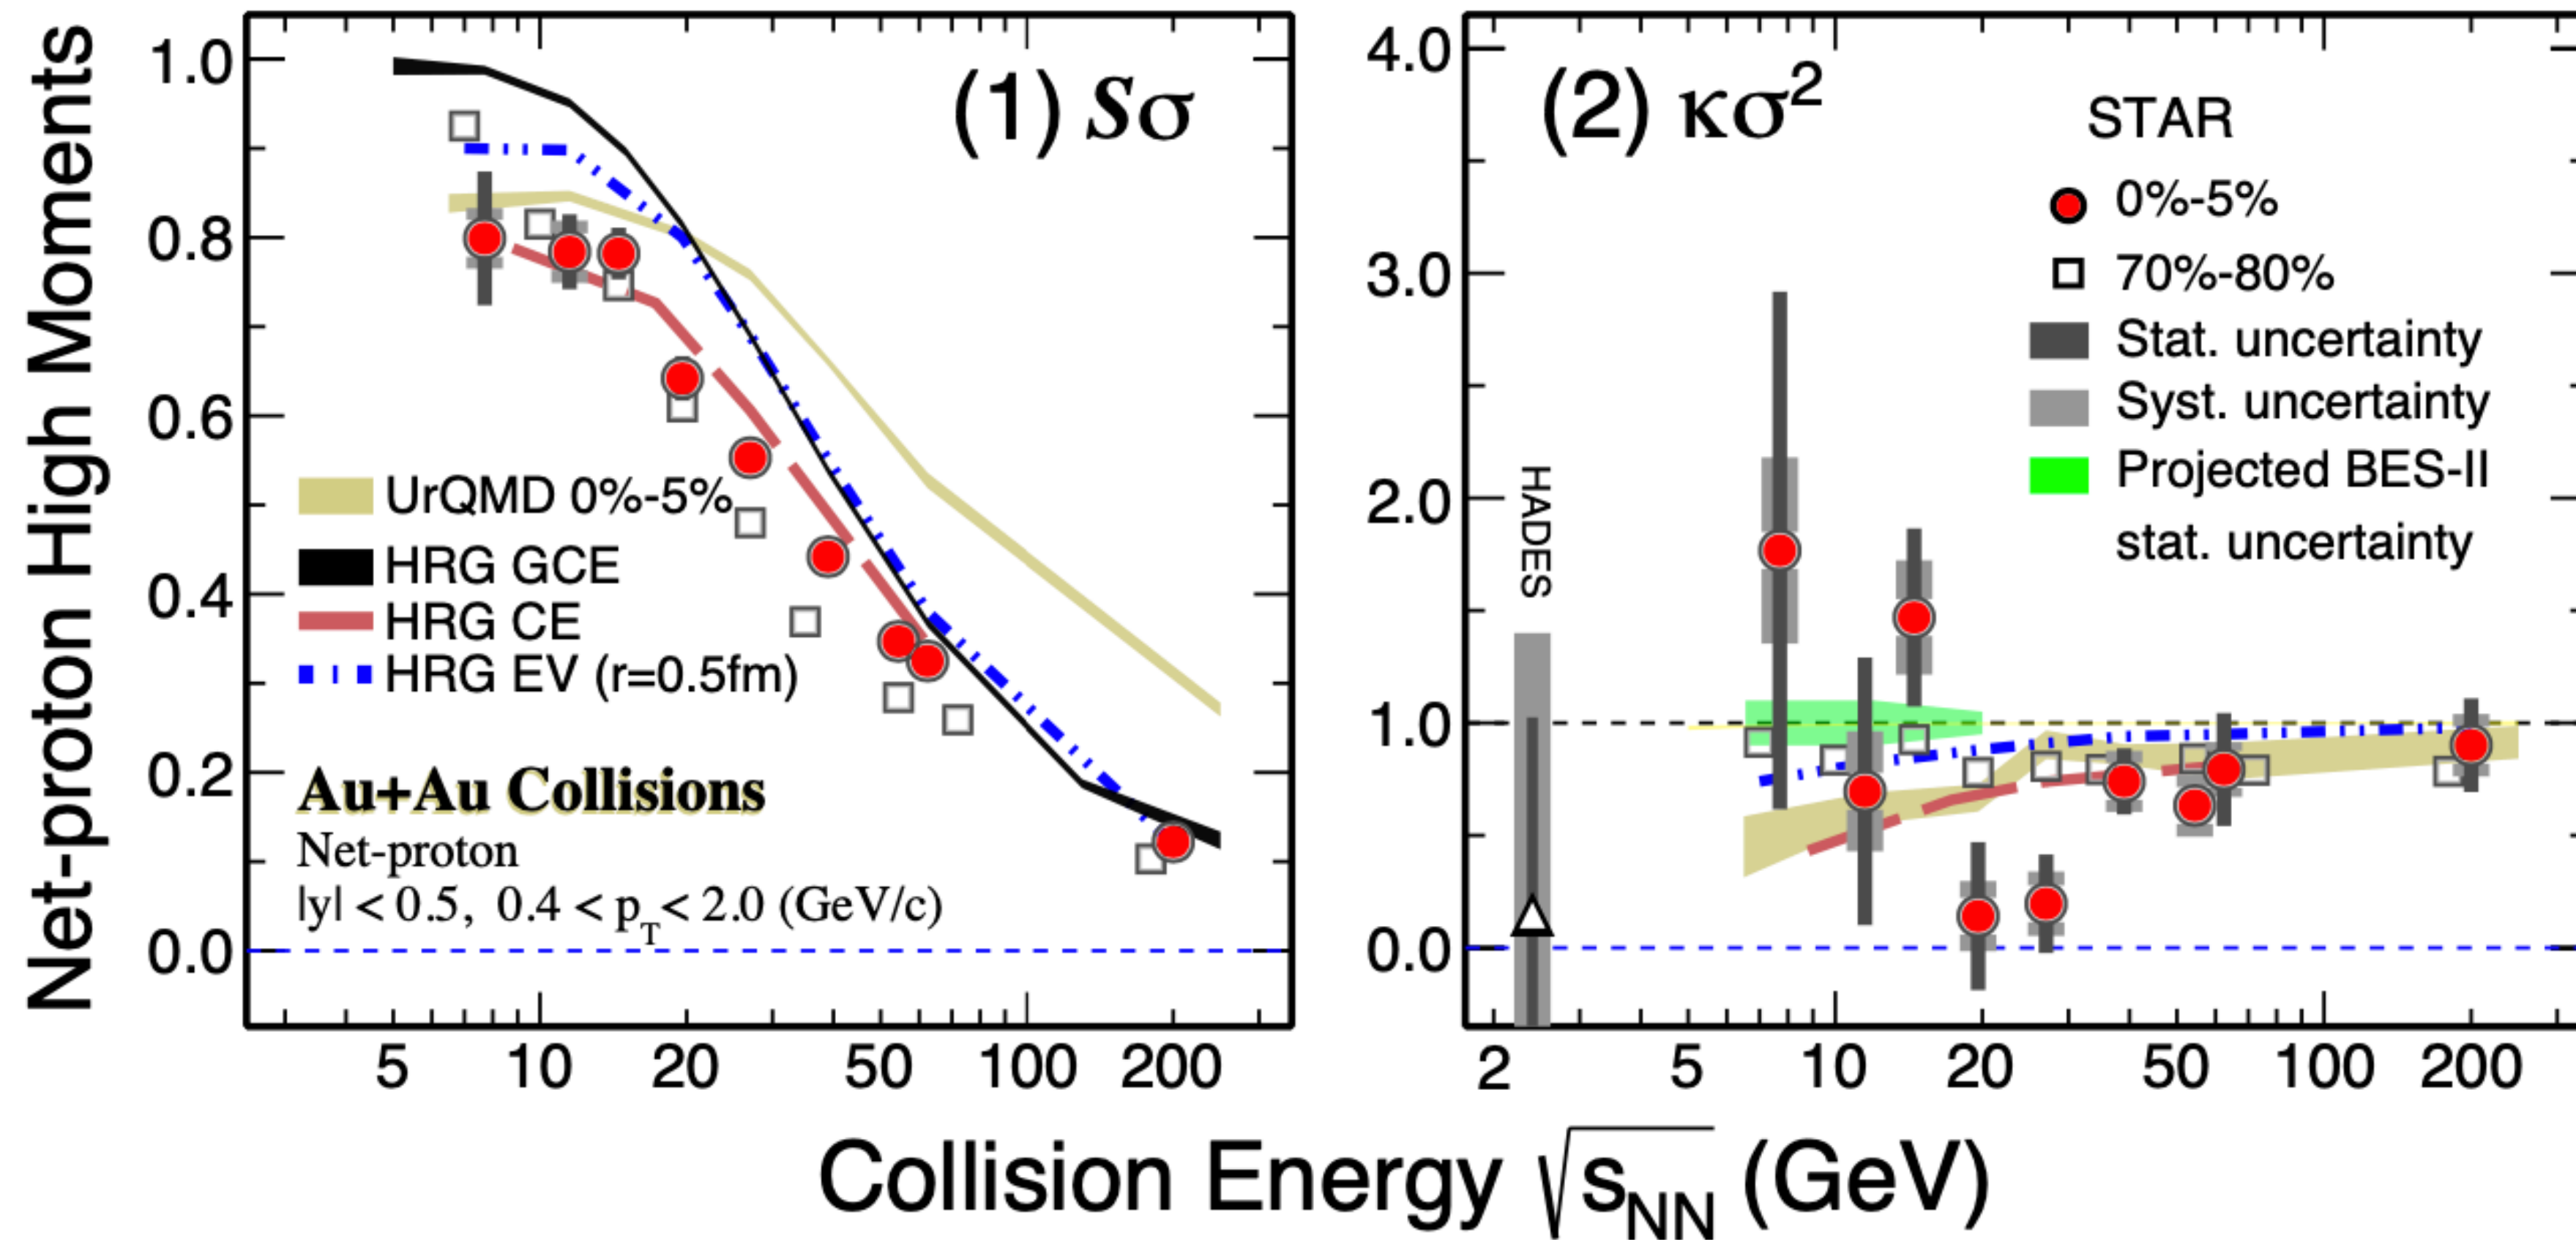 Net-proton High Moments
1.0
0.8
0.6
0.4
0.2
0.0
(1) Sσ
UrQMD 0%-5%
HRG GCE
HRG CE
HRG EV (r=0.5fm)
Au+Au Collisions
Net-proton
|y| < 0.5, 0.4 < p_T < 2.0 (GeV/c)
5 10 20 50 100 200
4.0
3.0
2.0
1.0
0.0
(2) κσ²
STAR
0%-5%
70%-80%
Stat. uncertainty
Syst. uncertainty
Projected BES-II
stat. uncertainty
HADES
2 5 10 20 50 100 200
Collision Energy √s_NN (GeV)